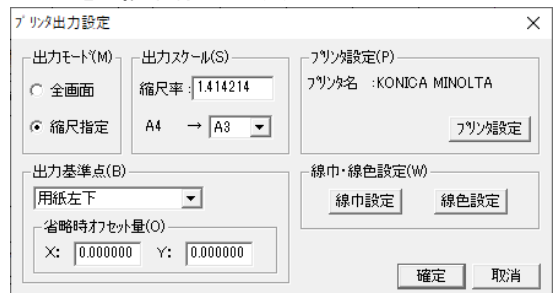 プリンタ出力設定
出力モード(M)
全画面
縮尺指定
出力スケール(S)
縮尺率：1.414214
A4 → A3
プリンタ設定(P)
プリンタ名 :KONICA MINOLTA
プリンタ設定
出力基準点(B)
用紙左下
省略時オフセット量(O)
X: 0.000000 Y: 0.000000
線巾・線色設定(W)
線巾設定 線色設定
確定 取消